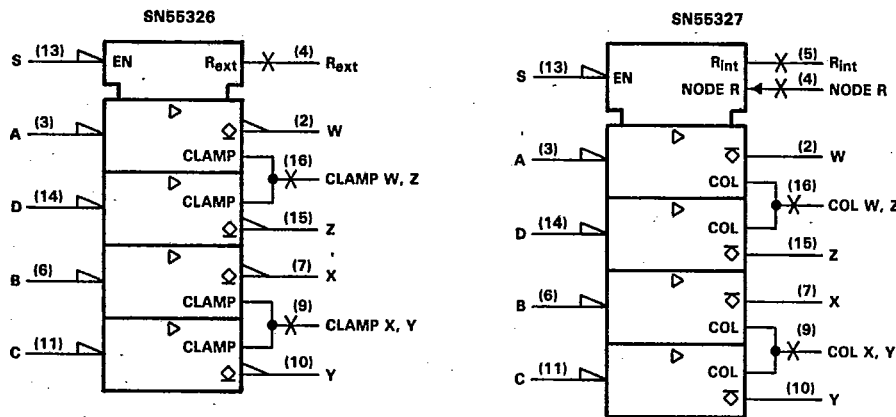 SN55326
S (13) EN Rext (4) Rext
A (3) (2) W
CLAMP (16) CLAMP W, Z
D (14) CLAMP
(15) Z
B (6) (7) X
CLAMP (9) CLAMP X, Y
C (11) CLAMP
(10) Y
SN55327
S (13) EN Rint (5) Rint
NODE R (4) NODE R
A (3) (2) W
COL (16) COL W, Z
D (14) COL
(15) Z
B (6) (7) X
COL (9) COL X, Y
C (11) COL
(10) Y